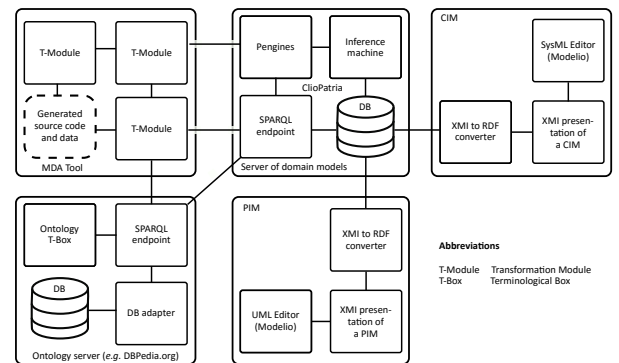 T-Module
T-Module
Generated
source code
and data
T-Module
MDA Tool
Pengines
Inference
machine
ClioPatria
SPARQL
endpoint
DB
Server of domain models
CIM
SysML Editor
(Modelio)
XMI to RDF
converter
XMI presen-
tation of
a CIM
Ontology
T-Box
SPARQL
endpoint
DB
DB adapter
Ontology server (e.g. DBPedia.org)
PIM
XMI to RDF
converter
UML Editor
(Modelio)
XMI presen-
tation of
a PIM
Abbreviations
T-Module Transformation Module
T-Box Terminological Box